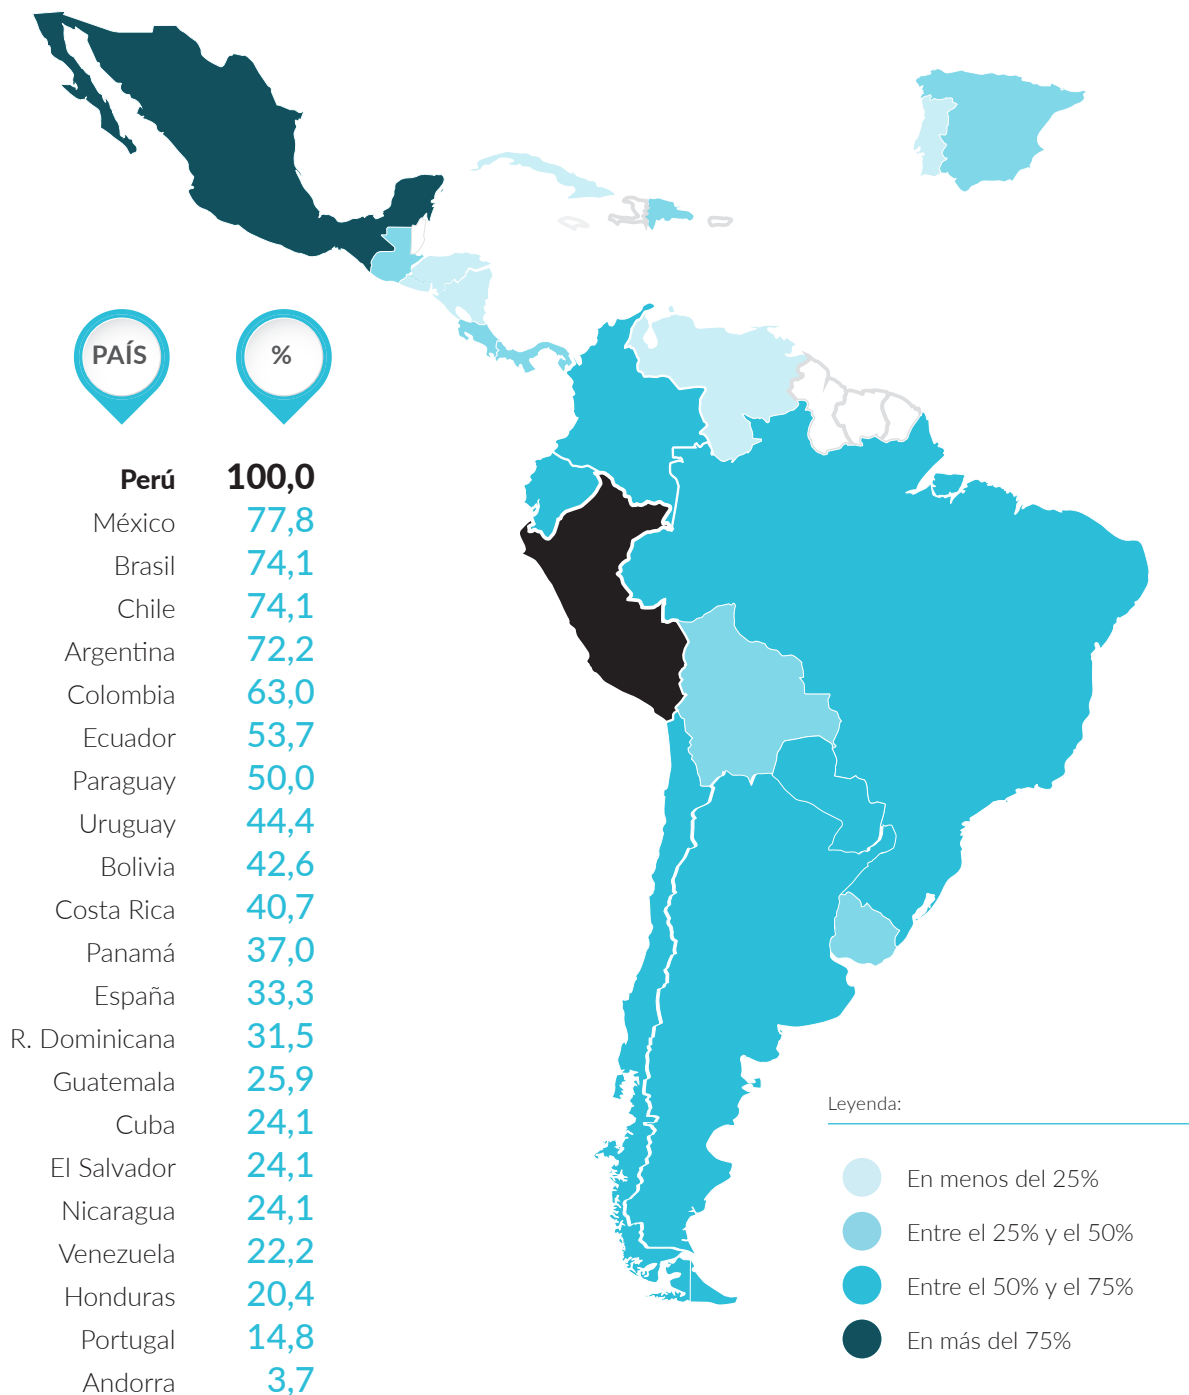 PAÍS %
Perú 100,0
México 77,8
Brasil 74,1
Chile 74,1
Argentina 72,2
Colombia 63,0
Ecuador 53,7
Paraguay 50,0
Uruguay 44,4
Bolivia 42,6
Costa Rica 40,7
Panamá 37,0
España 33,3
R. Dominicana 31,5
Guatemala 25,9
Cuba 24,1
El Salvador 24,1
Nicaragua 24,1
Venezuela 22,2
Honduras 20,4
Portugal 14,8
Andorra 3,7
Leyenda:
En menos del 25%
Entre el 25% y el 50%
Entre el 50% y el 75%
En más del 75%